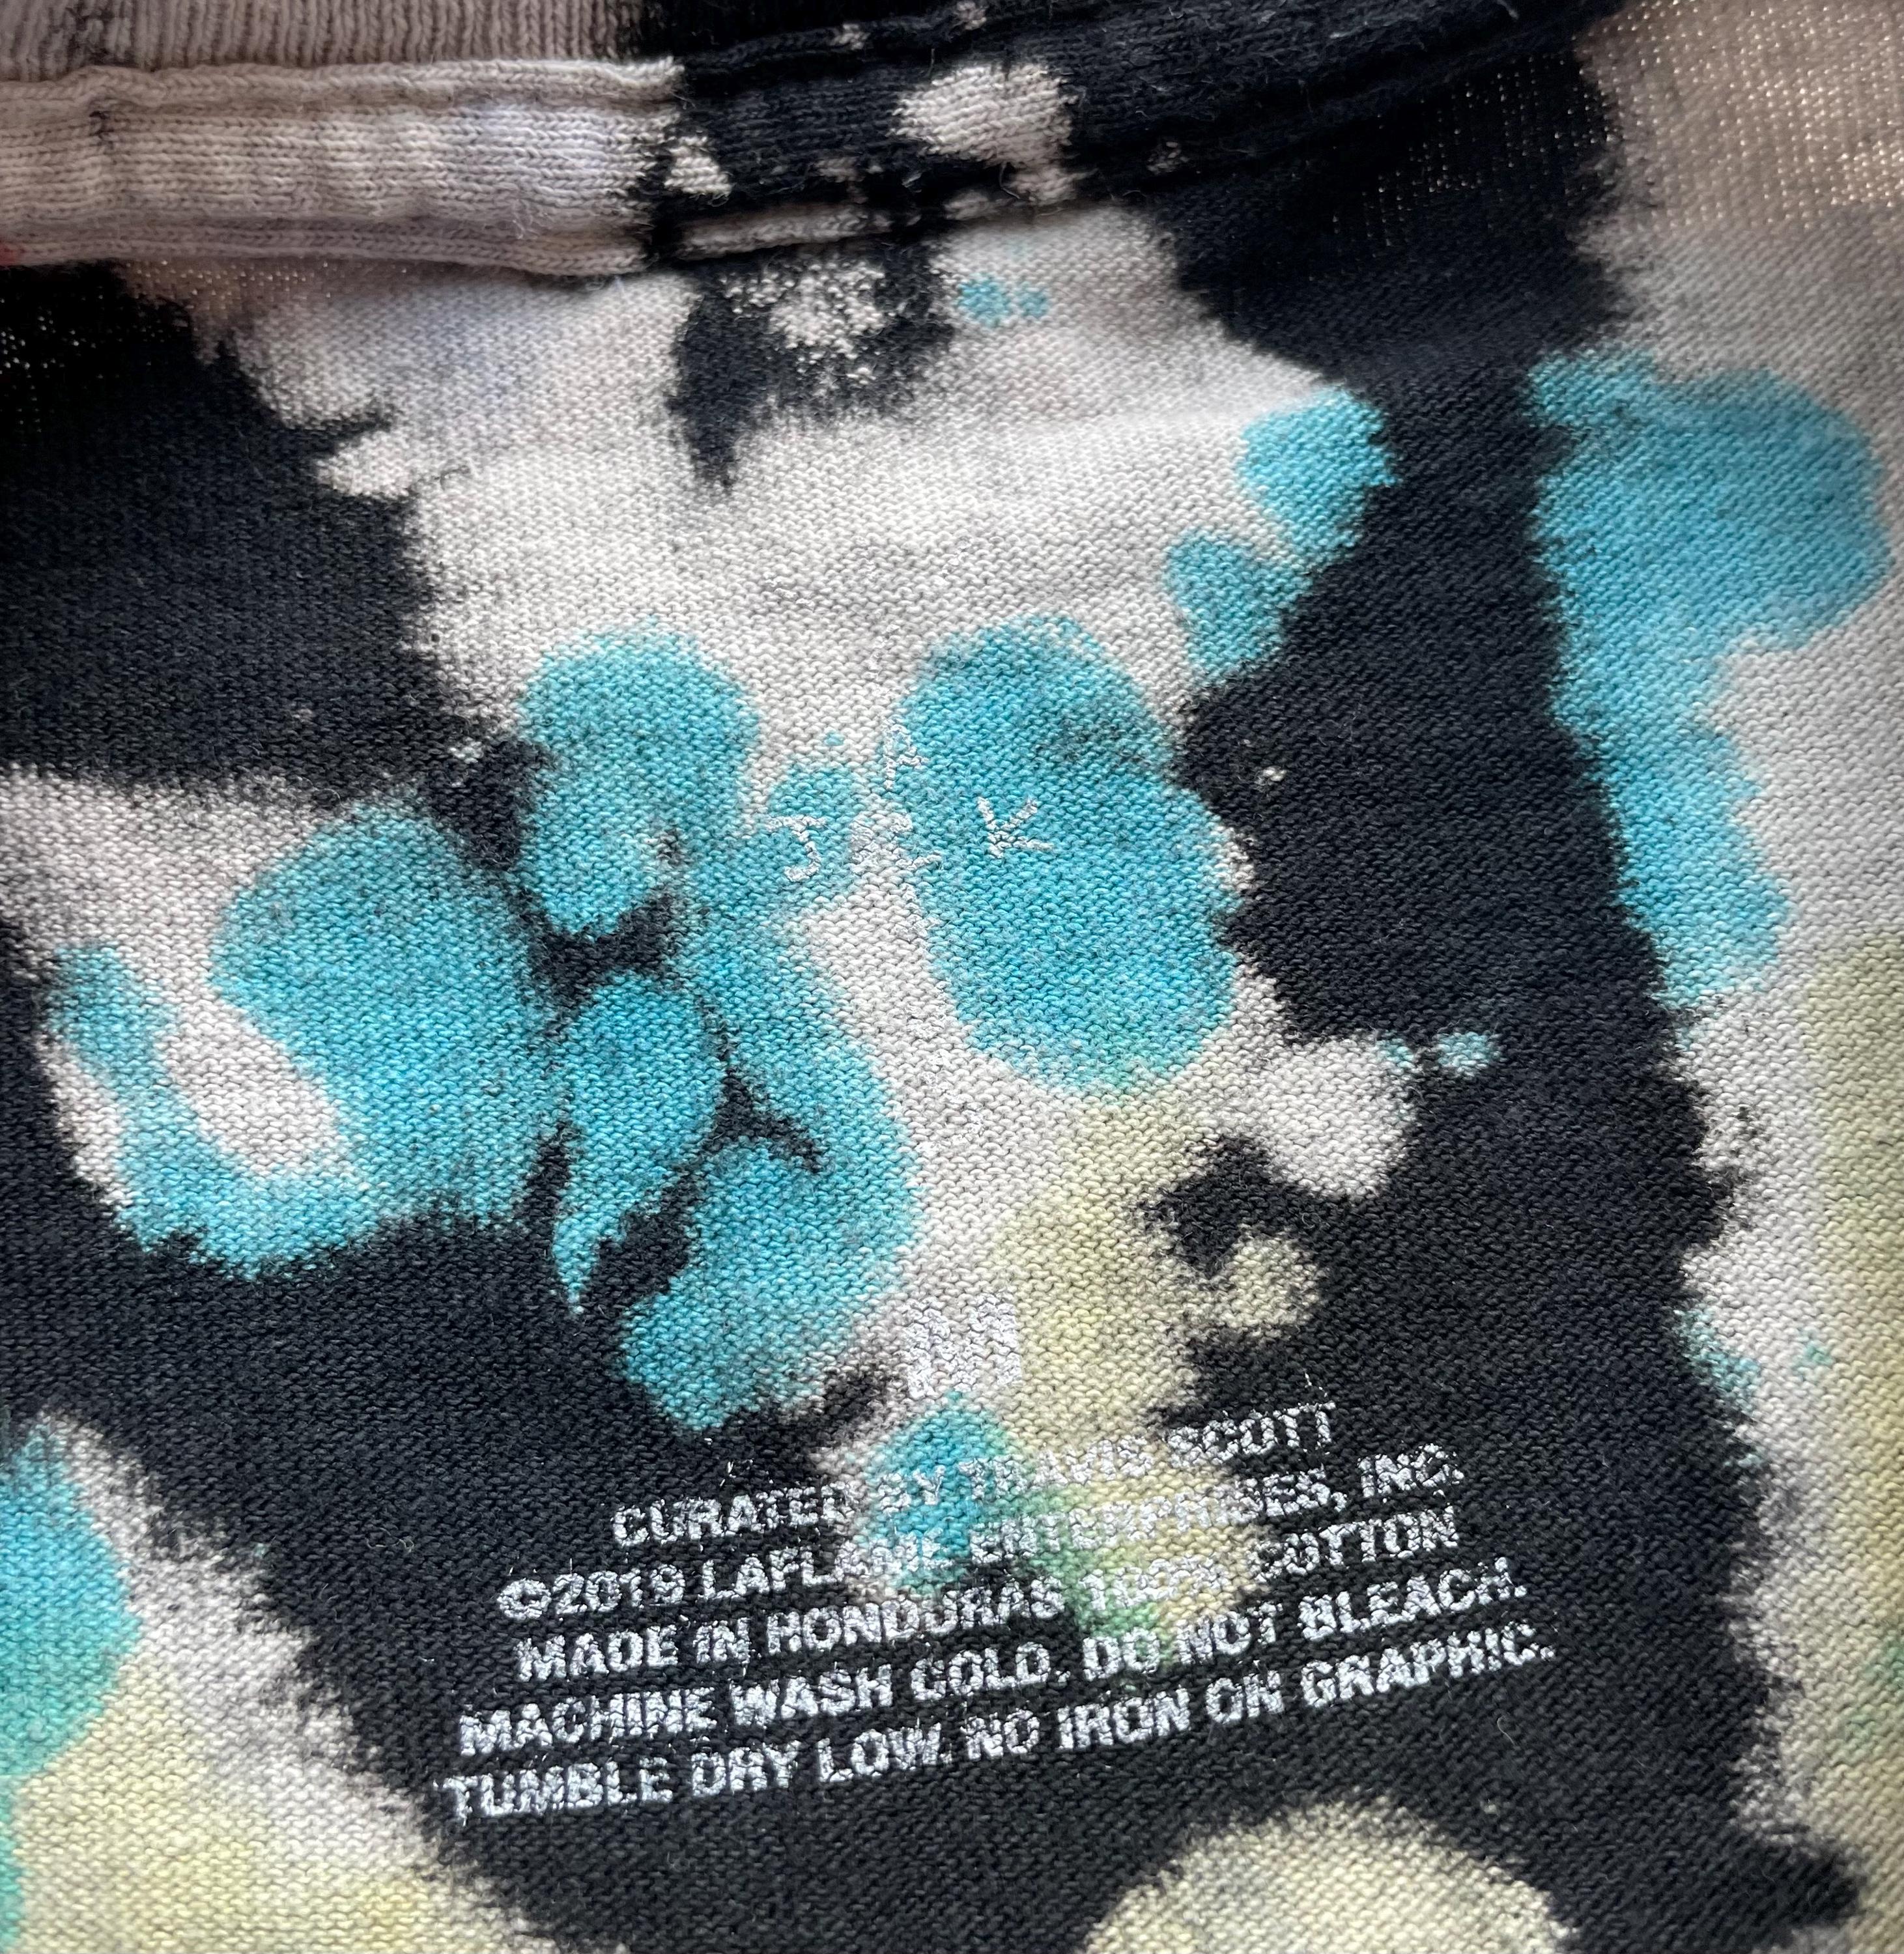 J A C K
CURATED BY TRAVIS SCOTT
©2019 LAFLAME ENTERPRISES, INC.
MADE IN HONDURAS 100% COTTON
MACHINE WASH COLD. DO NOT BLEACH.
TUMBLE DRY LOW. NO IRON ON GRAPHIC.